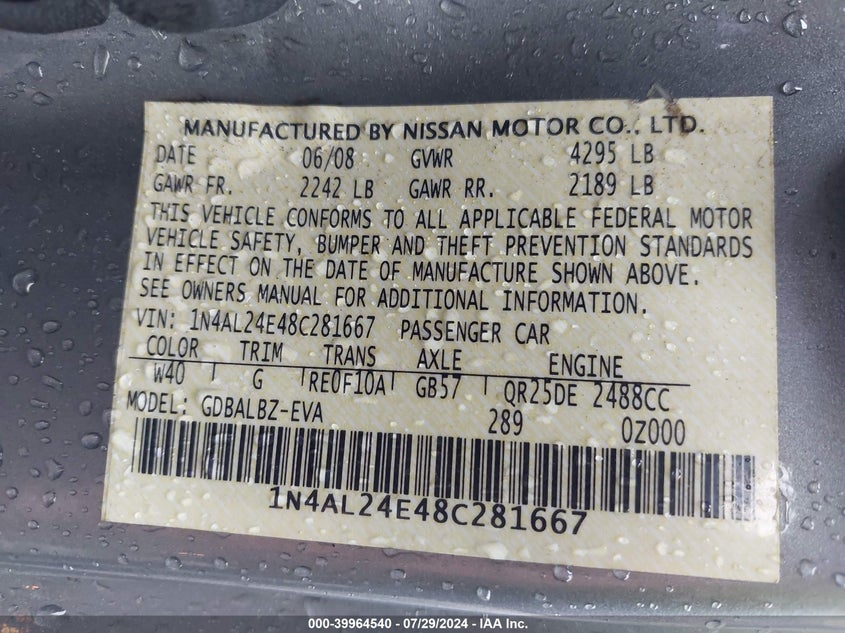 MANUFACTURED BY NISSAN MOTOR CO., LTD.
DATE 06/08 GVWR 4295 LB
GAWR FR. 2242 LB GAWR RR. 2189 LB
THIS VEHICLE CONFORMS TO ALL APPLICABLE FEDERAL MOTOR
VEHICLE SAFETY, BUMPER AND THEFT PREVENTION STANDARDS
IN EFFECT ON THE DATE OF MANUFACTURE SHOWN ABOVE.
SEE OWNERS MANUAL FOR ADDITIONAL INFORMATION.
VIN: 1N4AL24E48C281667 PASSENGER CAR
COLOR TRIM TRANS AXLE ENGINE
W40 G RE0F10A GB57 QR25DE 2488CC
MODEL: GDBALBZ-EVA 289 0Z000
1N4AL24E48C281667
000-39964540 / 07/29/2024 - IAA Inc.